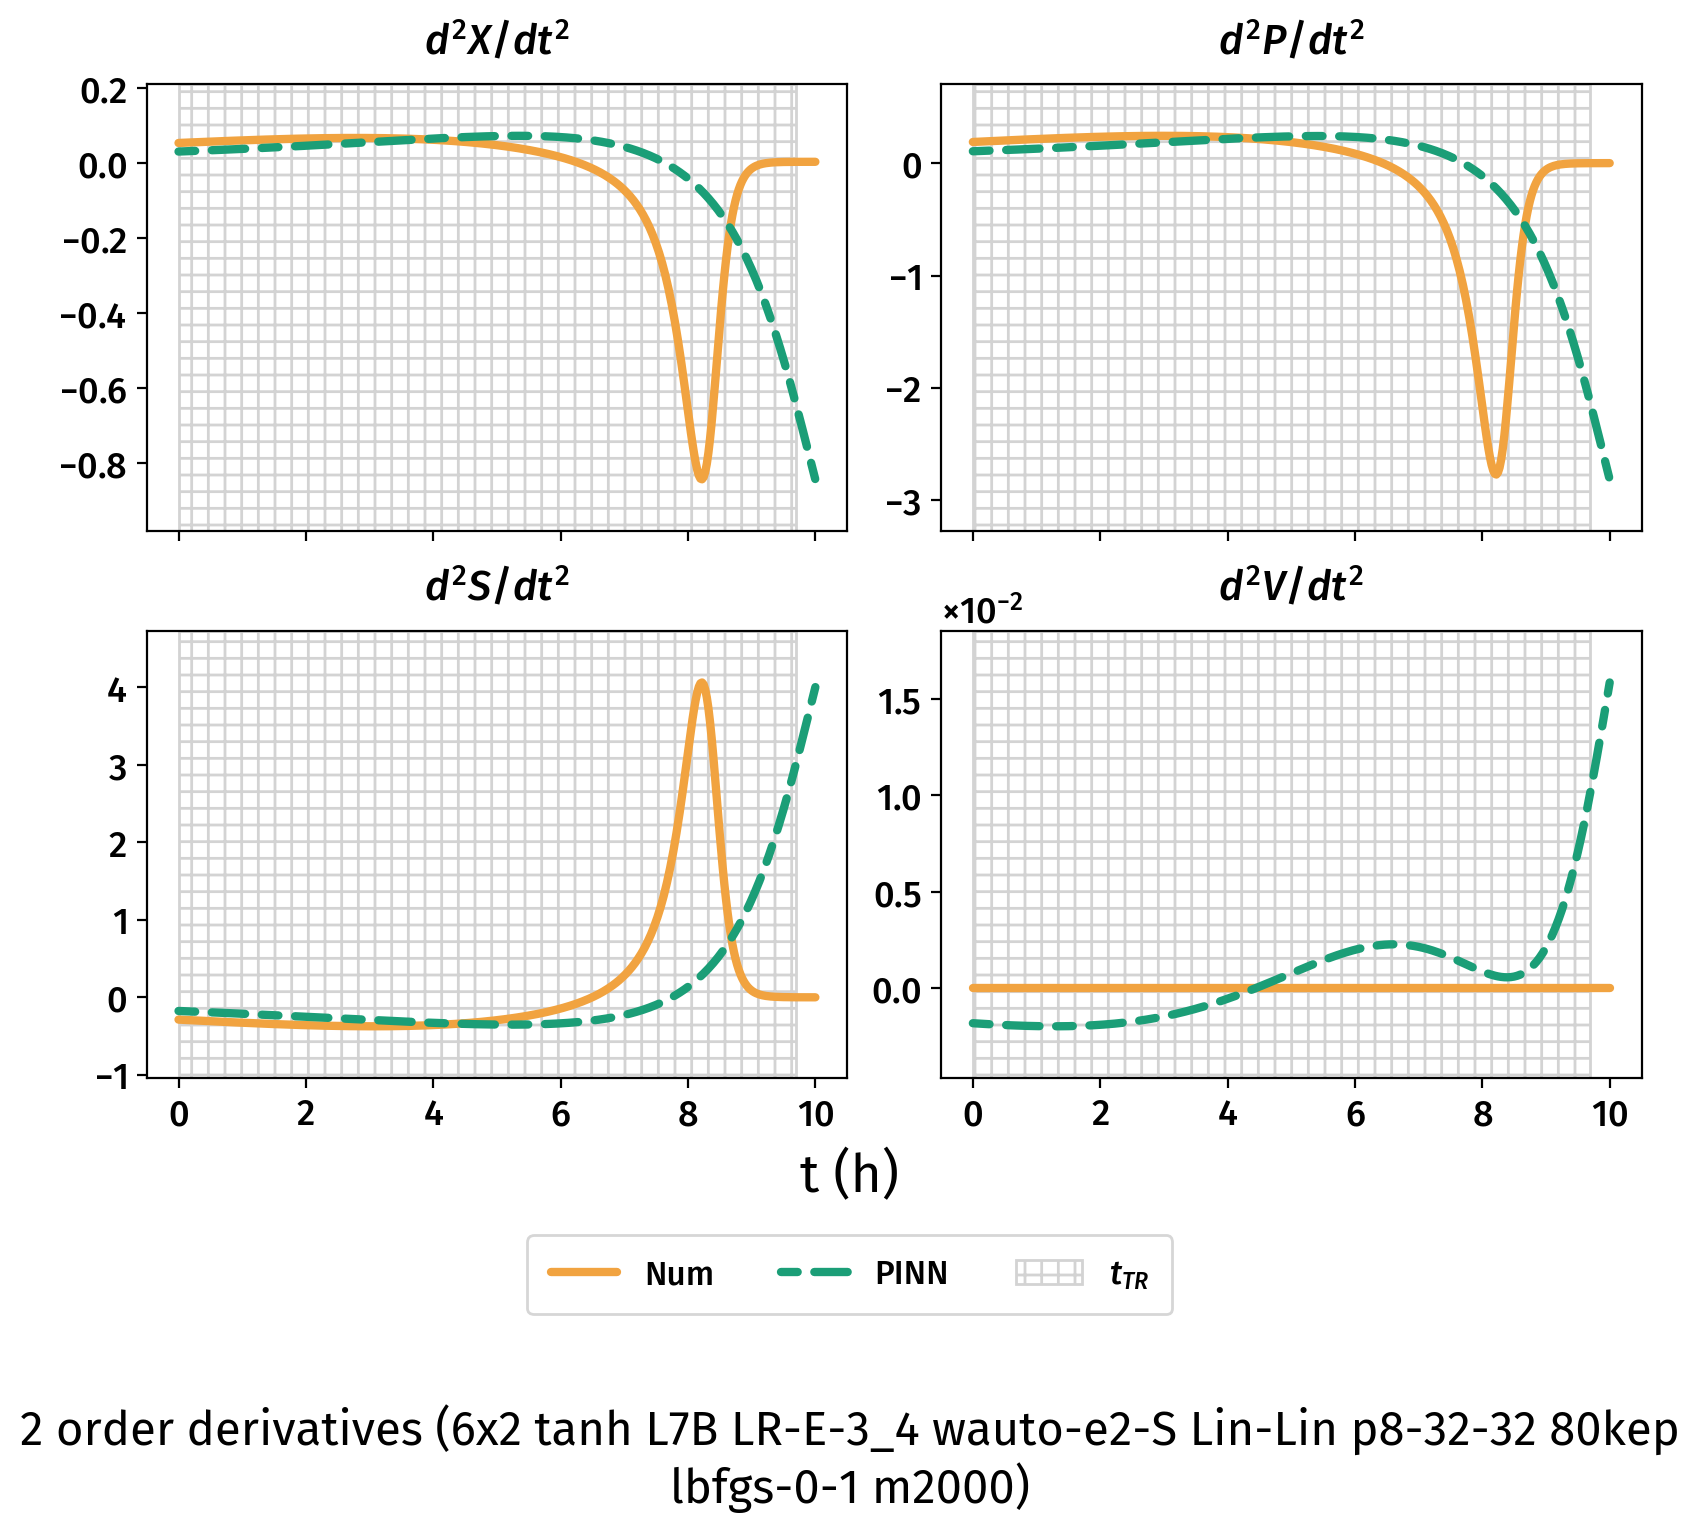 d²X/dt²
d²P/dt²
0.2
0.0
−0.2
−0.4
−0.6
−0.8
0
−1
−2
−3
d²S/dt²
d²V/dt²
×10⁻²
4
3
2
1
0
−1
1.5
1.0
0.5
0.0
0 2 4 6 8 10
0 2 4 6 8 10
t (h)
Num PINN t_TR
2 order derivatives (6x2 tanh L7B LR-E-3_4 wauto-e2-S Lin-Lin p8-32-32 80kep
lbfgs-0-1 m2000)